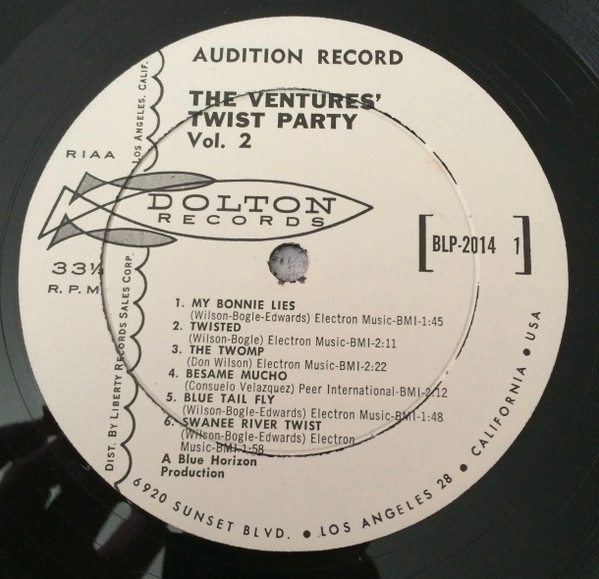 AUDITION RECORD
THE VENTURES'
TWIST PARTY
Vol. 2
RIAA
DOLTON
RECORDS
33⅓
R.P.M
[BLP-2014 1]
1. MY BONNIE LIES
(Wilson-Bogle-Edwards) Electron Music-BMI-1:45
2. TWISTED
(Wilson-Bogle) Electron Music-BMI-2:11
3. THE TWOMP
(Don Wilson) Electron Music-BMI-2:22
4. BESAME MUCHO
(Consuelo Velazquez) Peer International-BMI-2:12
5. BLUE TAIL FLY
(Wilson-Bogle-Edwards) Electron Music-BMI-1:48
6. SWANEE RIVER TWIST
(Wilson-Bogle-Edwards) Electron
Music-BMI-1:58
A Blue Horizon
Production
DIST. BY LIBERTY RECORDS SALES CORP. LOS ANGELES, CALIF.
6920 SUNSET BLVD. • LOS ANGELES 28 • CALIFORNIA • USA